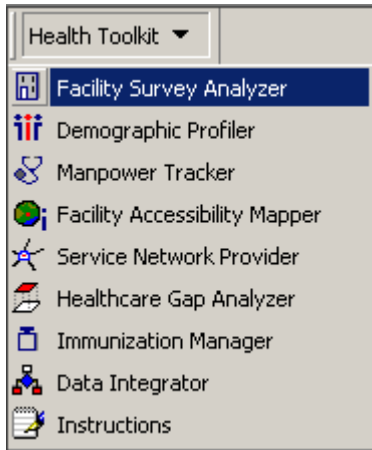 Health Toolkit
Facility Survey Analyzer
Demographic Profiler
Manpower Tracker
Facility Accessibility Mapper
Service Network Provider
Healthcare Gap Analyzer
Immunization Manager
Data Integrator
Instructions